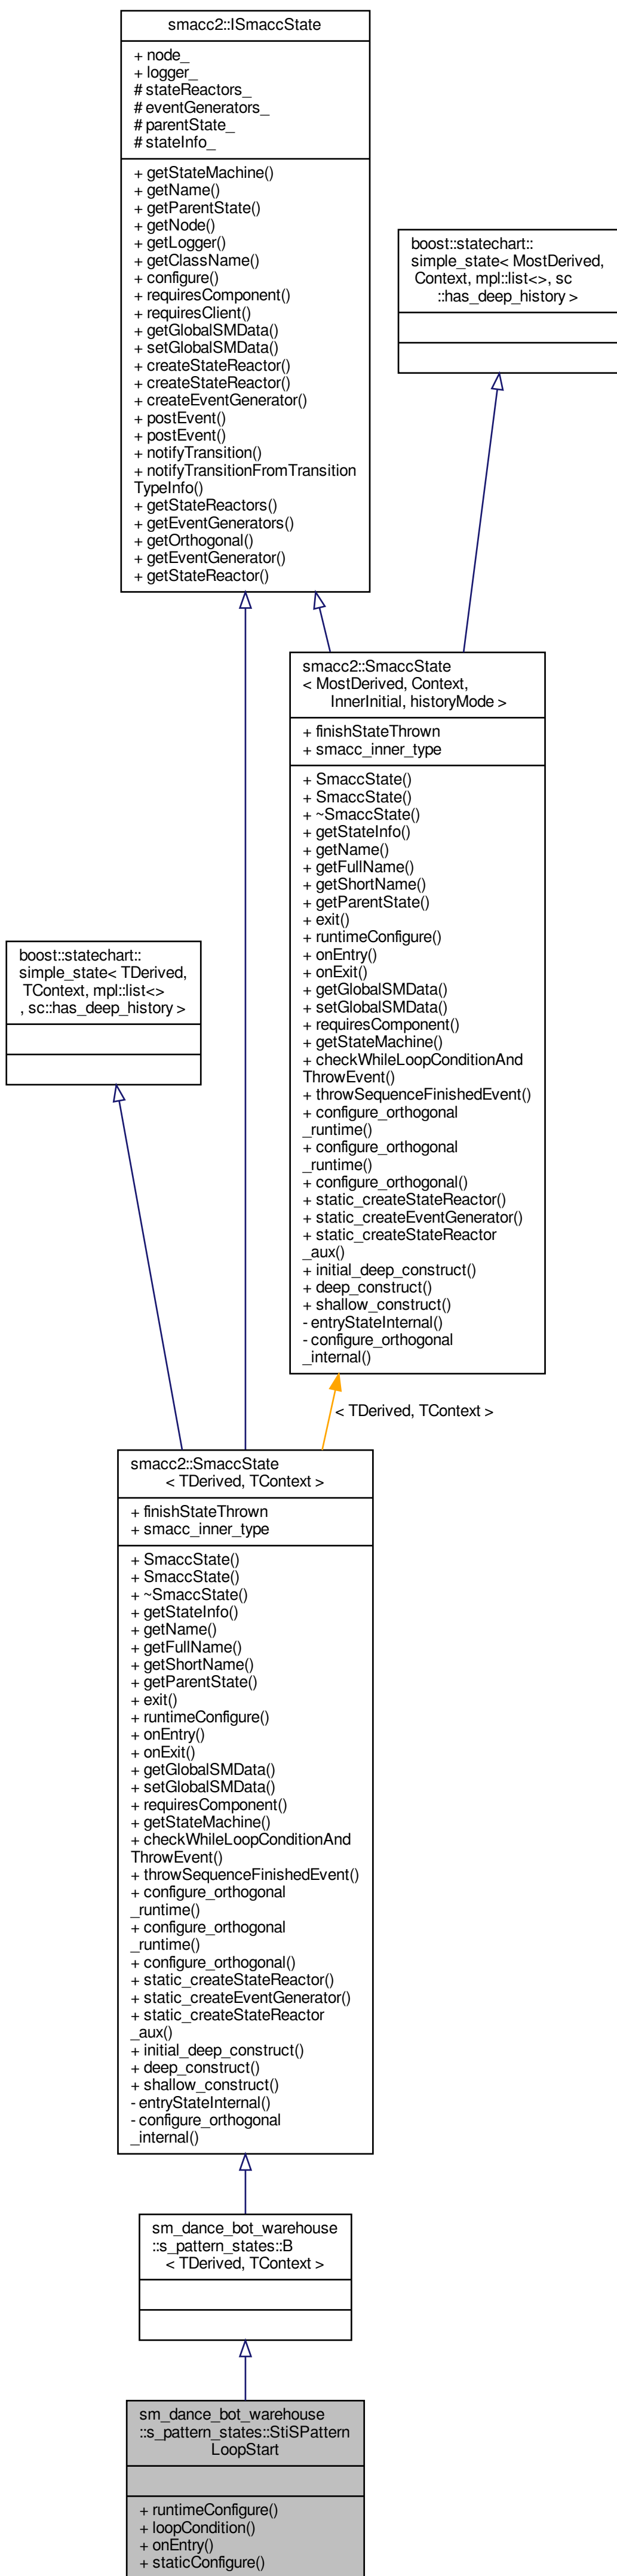 smacc2::ISmaccState
+ node_
+ logger_
# stateReactors_
# eventGenerators_
# parentState_
# stateInfo_
+ getStateMachine()
+ getName()
+ getParentState()
+ getNode()
+ getLogger()
+ getClassName()
+ configure()
+ requiresComponent()
+ requiresClient()
+ getGlobalSMData()
+ setGlobalSMData()
+ createStateReactor()
+ createStateReactor()
+ createEventGenerator()
+ postEvent()
+ postEvent()
+ notifyTransition()
+ notifyTransitionFromTransition
TypeInfo()
+ getStateReactors()
+ getEventGenerators()
+ getOrthogonal()
+ getEventGenerator()
+ getStateReactor()
boost::statechart::
simple_state< MostDerived,
Context, mpl::list<>, sc
::has_deep_history >
smacc2::SmaccState
< MostDerived, Context,
InnerInitial, historyMode >
+ finishStateThrown
+ smacc_inner_type
+ SmaccState()
+ SmaccState()
+ ~SmaccState()
+ getStateInfo()
+ getName()
+ getFullName()
+ getShortName()
+ getParentState()
+ exit()
+ runtimeConfigure()
+ onEntry()
+ onExit()
+ getGlobalSMData()
+ setGlobalSMData()
+ requiresComponent()
+ getStateMachine()
+ checkWhileLoopConditionAnd
ThrowEvent()
+ throwSequenceFinishedEvent()
+ configure_orthogonal
_runtime()
+ configure_orthogonal
_runtime()
+ configure_orthogonal()
+ static_createStateReactor()
+ static_createEventGenerator()
+ static_createStateReactor
_aux()
+ initial_deep_construct()
+ deep_construct()
+ shallow_construct()
- entryStateInternal()
- configure_orthogonal
_internal()
boost::statechart::
simple_state< TDerived,
TContext, mpl::list<>
, sc::has_deep_history >
< TDerived, TContext >
smacc2::SmaccState
< TDerived, TContext >
+ finishStateThrown
+ smacc_inner_type
+ SmaccState()
+ SmaccState()
+ ~SmaccState()
+ getStateInfo()
+ getName()
+ getFullName()
+ getShortName()
+ getParentState()
+ exit()
+ runtimeConfigure()
+ onEntry()
+ onExit()
+ getGlobalSMData()
+ setGlobalSMData()
+ requiresComponent()
+ getStateMachine()
+ checkWhileLoopConditionAnd
ThrowEvent()
+ throwSequenceFinishedEvent()
+ configure_orthogonal
_runtime()
+ configure_orthogonal
_runtime()
+ configure_orthogonal()
+ static_createStateReactor()
+ static_createEventGenerator()
+ static_createStateReactor
_aux()
+ initial_deep_construct()
+ deep_construct()
+ shallow_construct()
- entryStateInternal()
- configure_orthogonal
_internal()
sm_dance_bot_warehouse
::s_pattern_states::B
< TDerived, TContext >
sm_dance_bot_warehouse
::s_pattern_states::StiSPattern
LoopStart
+ runtimeConfigure()
+ loopCondition()
+ onEntry()
+ staticConfigure()